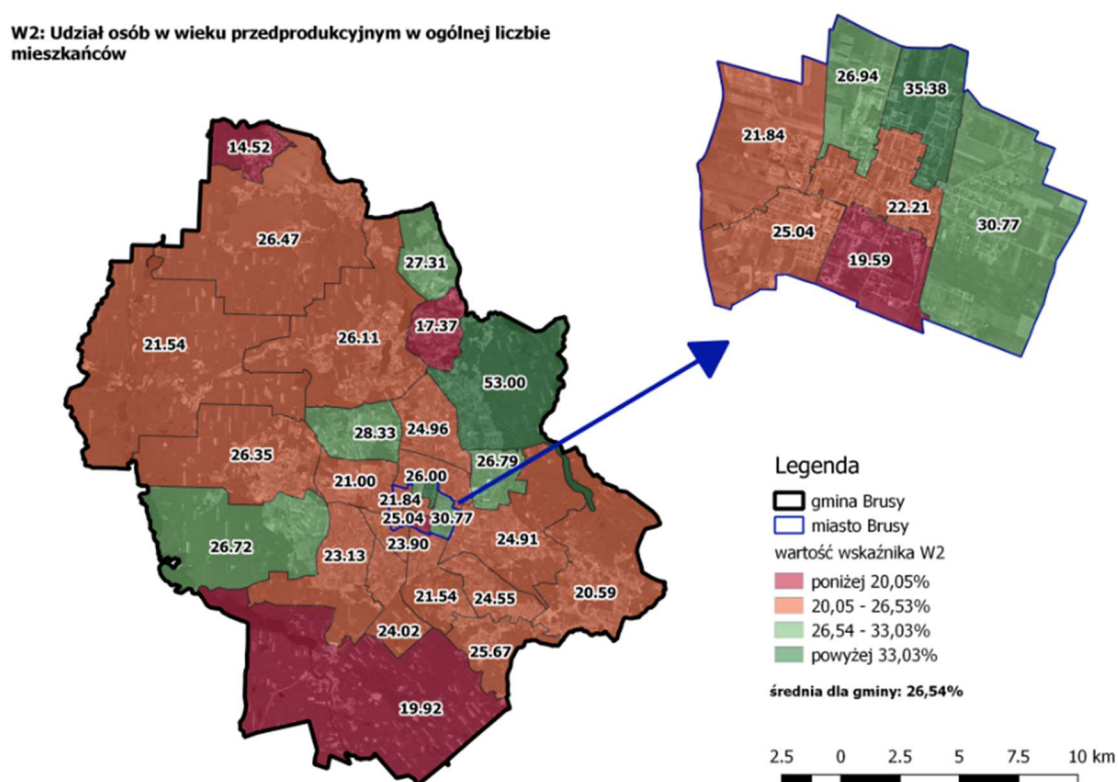 W2: Udział osób w wieku przedprodukcyjnym w ogólnej liczbie
mieszkańców
26.94
35.38
21.84
22.21
30.77
25.04
19.59
14.52
26.47
27.31
17.37
26.11
21.54
53.00
28.33
24.96
26.35
26.79
26.00
21.00
21.84
25.04
30.77
23.90
24.91
26.72
23.13
21.54
24.55
20.59
24.02
25.67
19.92
Legenda
gmina Brusy
miasto Brusy
wartość wskaźnika W2
poniżej 20,05%
20,05 - 26,53%
26,54 - 33,03%
powyżej 33,03%
średnia dla gminy: 26,54%
2.5 0 2.5 5 7.5 10 km